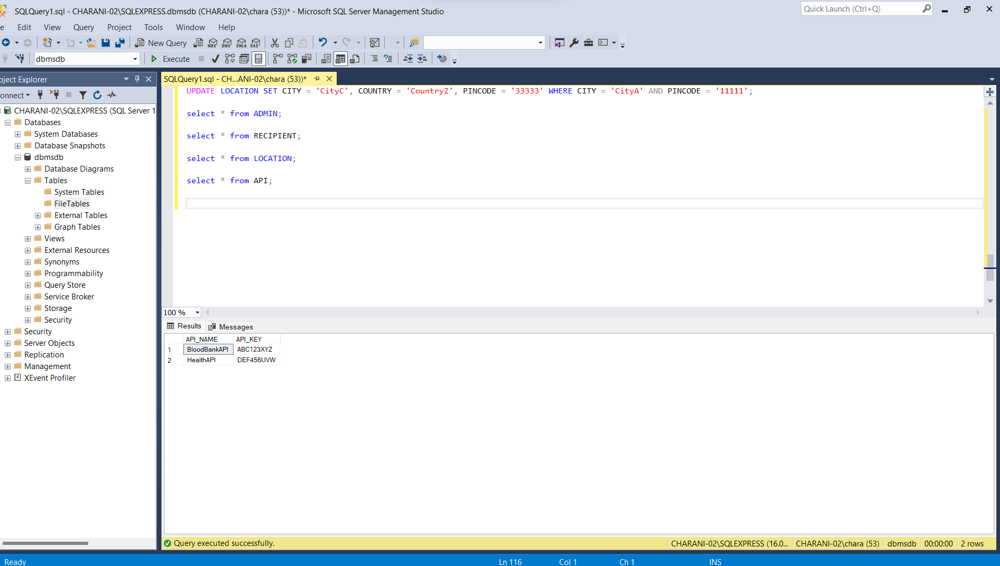 SQLQuery1.sql - CHARANI-02\SQLEXPRESS.dbmsdb (CHARANI-02\chara (53))* - Microsoft SQL Server Management Studio
Quick Launch (Ctrl+Q)
e Edit View Query Project Tools Window Help
New Query MDX DMX XMLA DAX
dbmsdb Execute
ject Explorer
SQLQuery1.sql - CH...ANI-02\chara (53))*
onnect
CHARANI-02\SQLEXPRESS (SQL Server 1
Databases
System Databases
Database Snapshots
dbmsdb
Database Diagrams
Tables
System Tables
FileTables
External Tables
Graph Tables
Views
External Resources
Synonyms
Programmability
Query Store
Service Broker
Storage
Security
Security
Server Objects
Replication
Management
XEvent Profiler
UPDATE LOCATION SET CITY = 'CityC', COUNTRY = 'CountryZ', PINCODE = '33333' WHERE CITY = 'CityA' AND PINCODE = '11111';
select * from ADMIN;
select * from RECIPIENT;
select * from LOCATION;
select * from API;
100 %
Results Messages
API_NAME API_KEY
1 BloodBankAPI ABC123XYZ
2 HealthAPI DEF456UVW
Query executed successfully. CHARANI-02\SQLEXPRESS (16.0... CHARANI-02\chara (53) dbmsdb 00:00:00 2 rows
Ready Ln 116 Col 1 Ch 1 INS